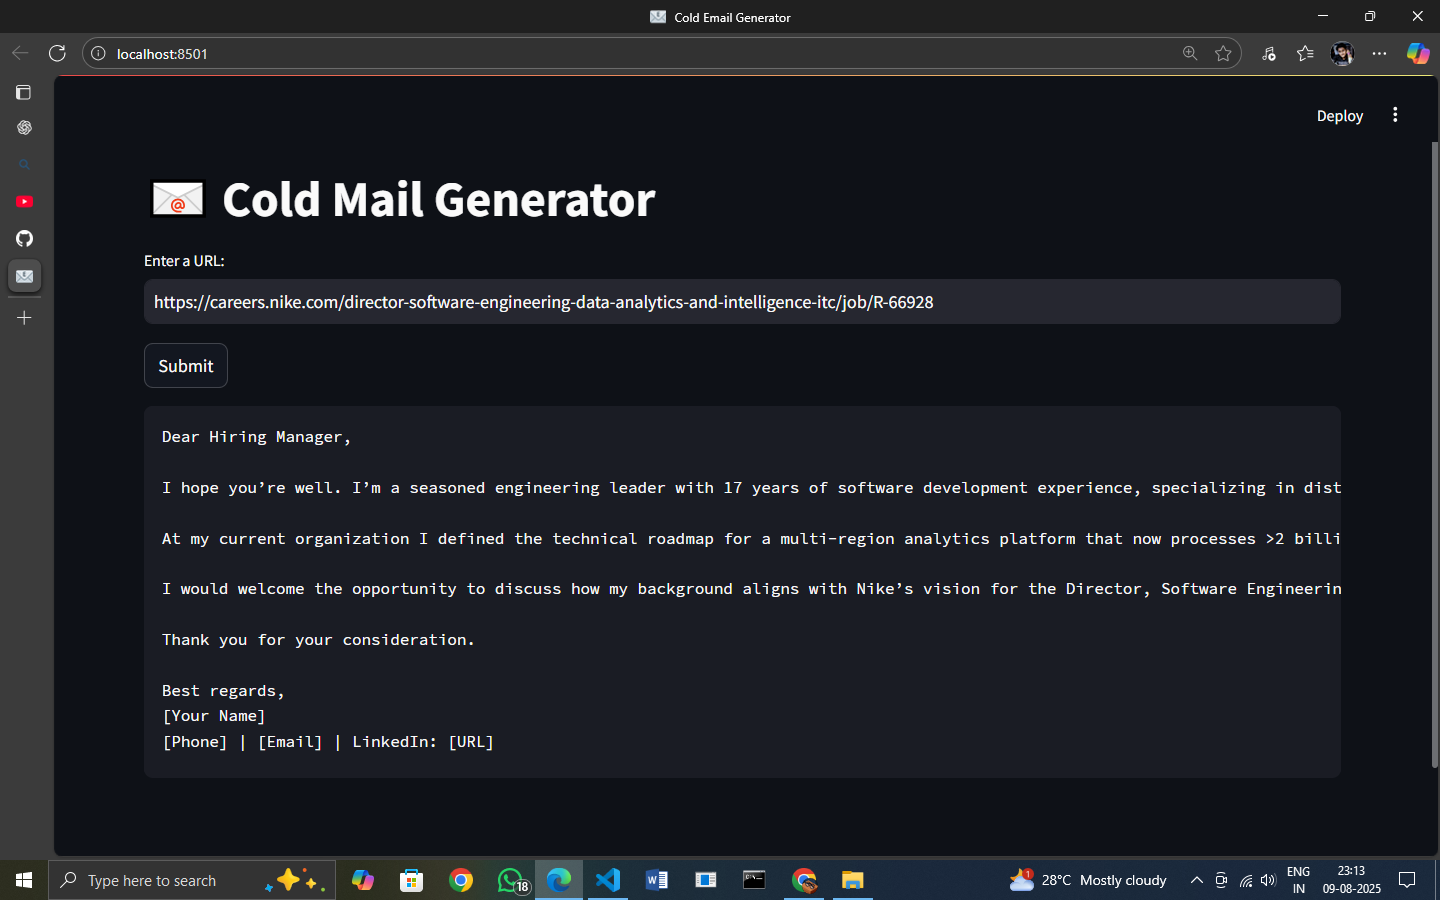 Cold Email Generator
localhost:8501
Deploy
Cold Mail Generator
Enter a URL:
https://careers.nike.com/director-software-engineering-data-analytics-and-intelligence-itc/job/R-66928
Submit
Dear Hiring Manager,
I hope you’re well. I’m a seasoned engineering leader with 17 years of software development experience, specializing in dist
At my current organization I defined the technical roadmap for a multi-region analytics platform that now processes >2 billi
I would welcome the opportunity to discuss how my background aligns with Nike’s vision for the Director, Software Engineerin
Thank you for your consideration.
Best regards,
[Your Name]
[Phone] | [Email] | LinkedIn: [URL]
Type here to search
18
1
28°C Mostly cloudy
ENG
IN
23:13
09-08-2025